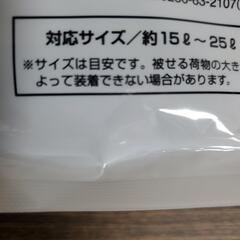 対応サイズ／約15ℓ～25ℓ
※サイズは目安です。被せる荷物の大き
よって装着できない場合があります。